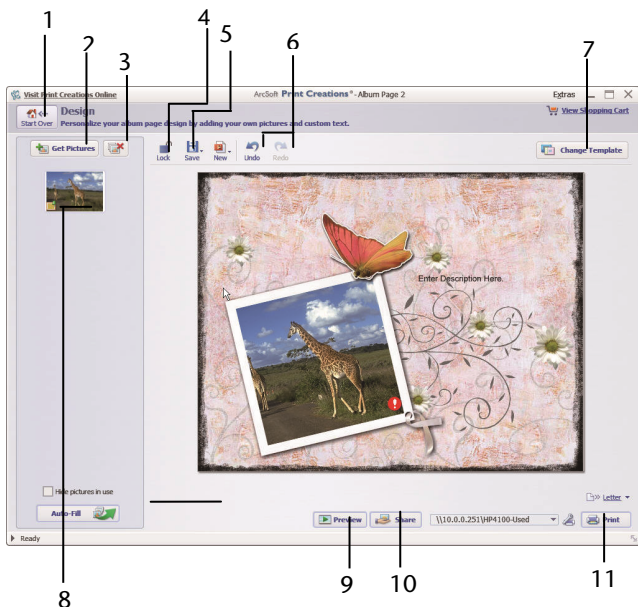 1
2
3
4
5
6
7
Visit Print Creations Online
ArcSoft Print Creations® - Album Page 2
Extras
Start Over
Design
Personalize your album page design by adding your own pictures and custom text.
View Shopping Cart
Get Pictures
Lock
Save
New
Undo
Redo
Change Template
Enter Description Here.
Hide pictures in use
Auto-Fill
Letter
Preview
Share
\\10.0.0.251\HP4100-Used
Print
Ready
8
9
10
11